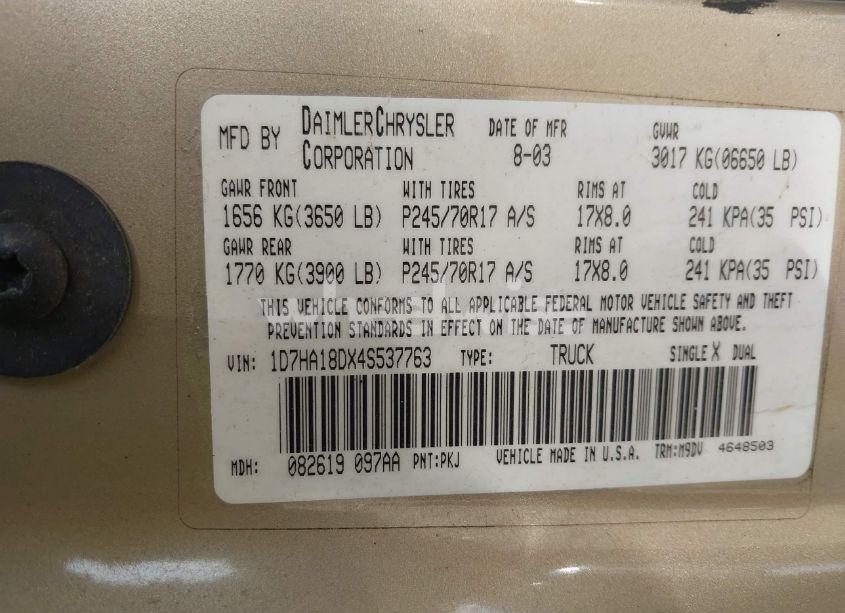 MFD BY DAIMLERCHRYSLER CORPORATION DATE OF MFR 8-03 GVWR 3017 KG(06650 LB)
GAWR FRONT WITH TIRES RIMS AT COLD
1656 KG(3650 LB) P245/70R17 A/S 17X8.0 241 KPA(35 PSI)
GAWR REAR WITH TIRES RIMS AT COLD
1770 KG(3900 LB) P245/70R17 A/S 17X8.0 241 KPA(35 PSI)
THIS VEHICLE CONFORMS TO ALL APPLICABLE FEDERAL MOTOR VEHICLE SAFETY AND THEFT
PREVENTION STANDARDS IN EFFECT ON THE DATE OF MANUFACTURE SHOWN ABOVE.
VIN: 1D7HA18DX4S537763 TYPE: TRUCK SINGLE X DUAL
MDH: 082619 097AA PNT:PKJ VEHICLE MADE IN U.S.A. TRM:M9DV 4648503